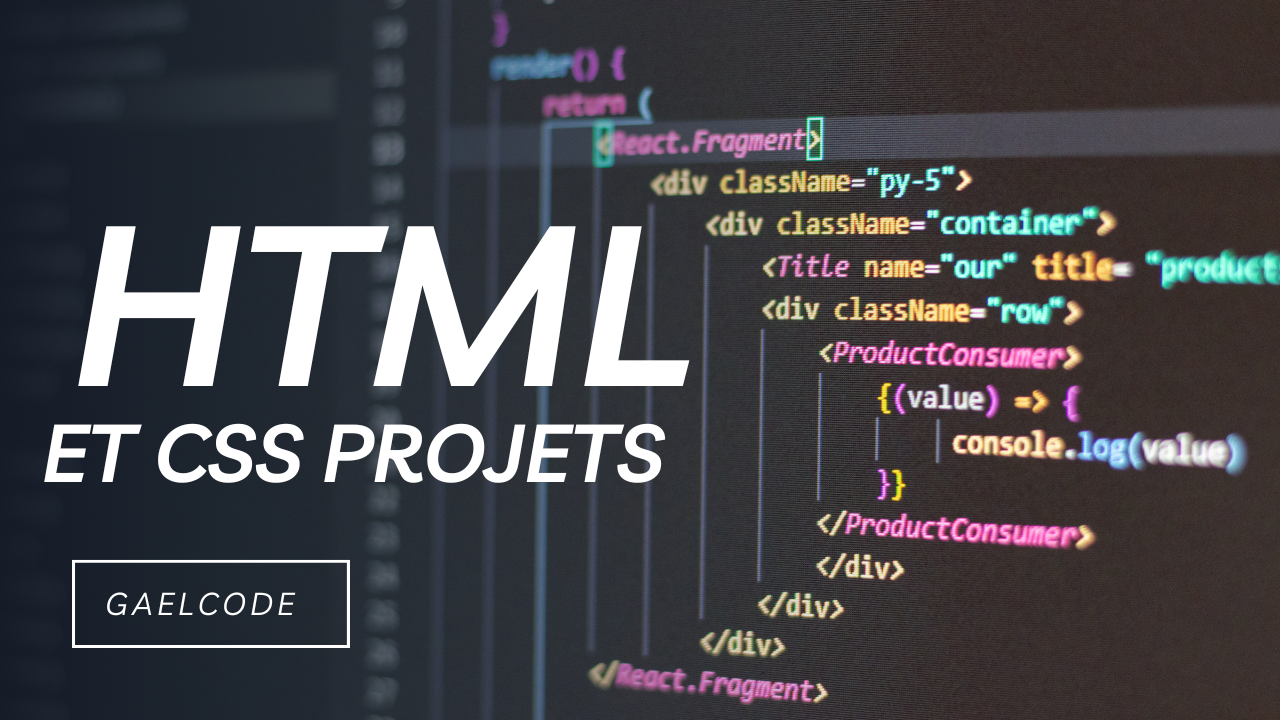 }
render() {
return (
<React.Fragment>
<div className="py-5">
<div className="container">
<Title name="our" title= "product
<div className="row">
<ProductConsumer>
{(value) => {
console.log(value)
}}
</ProductConsumer>
</div>
</div>
</div>
</React.Fragment>
HTML
ET CSS PROJETS
GAELCODE